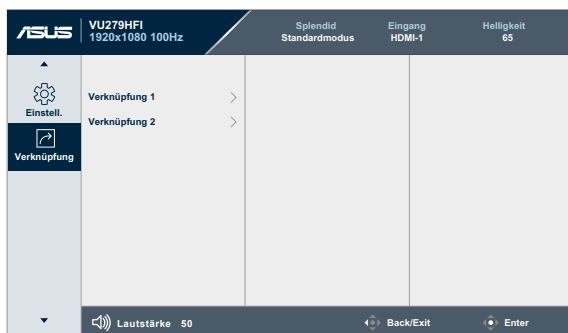 ASUS
VU279HFI
1920x1080 100Hz
Splendid
Standardmodus
Eingang
HDMI-1
Helligkeit
65
Einstell.
Verknüpfung
Verknüpfung 1
Verknüpfung 2
Lautstärke 50
Back/Exit
Enter